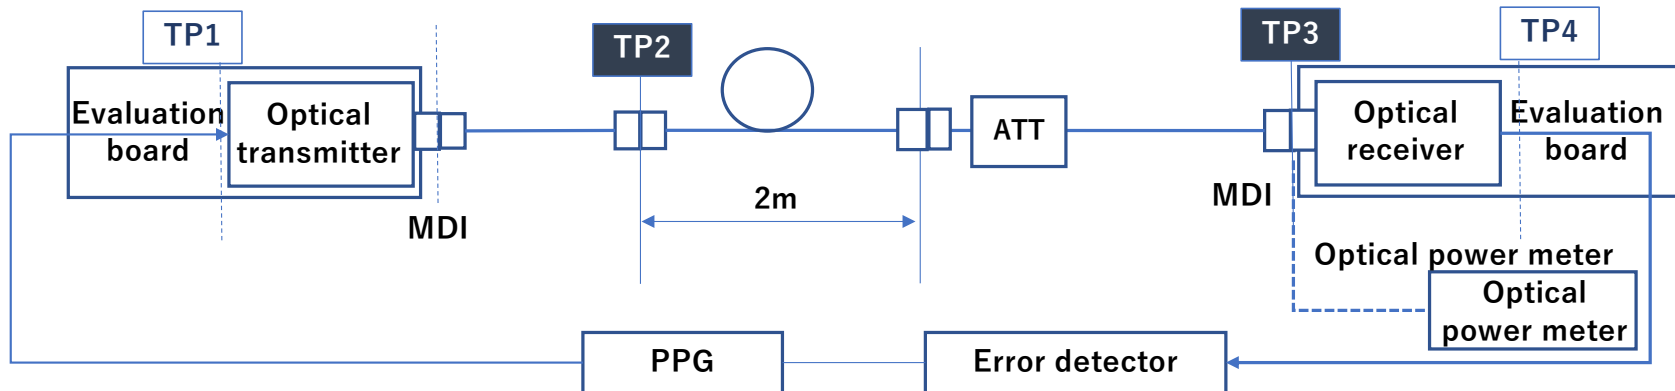 TP1
TP2
TP3
TP4
Evaluation
board
Optical
transmitter
MDI
2m
ATT
MDI
Optical
receiver
Evaluation
board
Optical power meter
Optical
power meter
PPG
Error detector